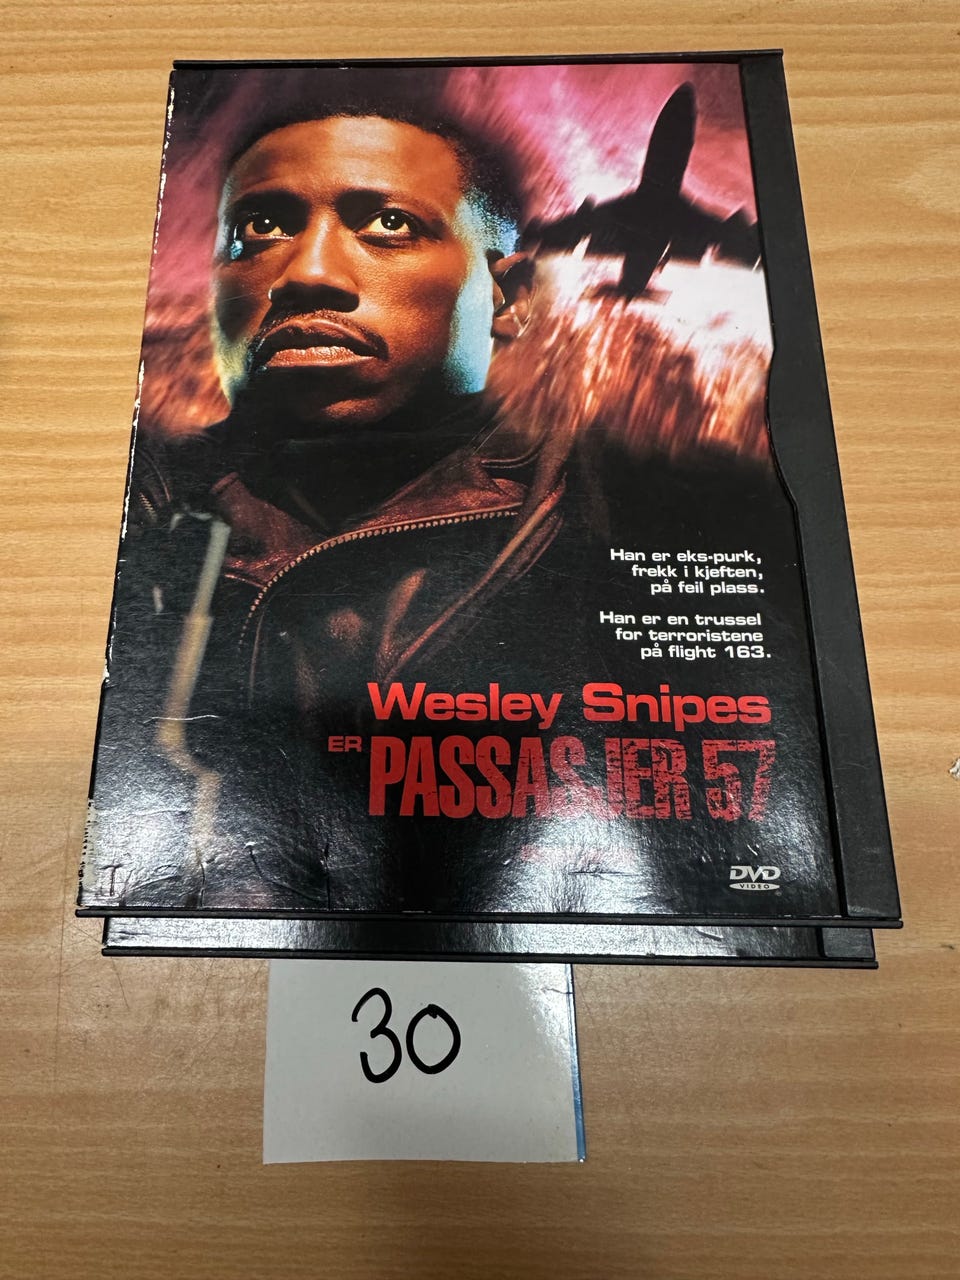 Han er eks-purk,
frekk i kjeften,
på feil plass.
Han er en trussel
for terroristene
på flight 163.
Wesley Snipes
ER PASSASJER 57
DVD
VIDEO
30